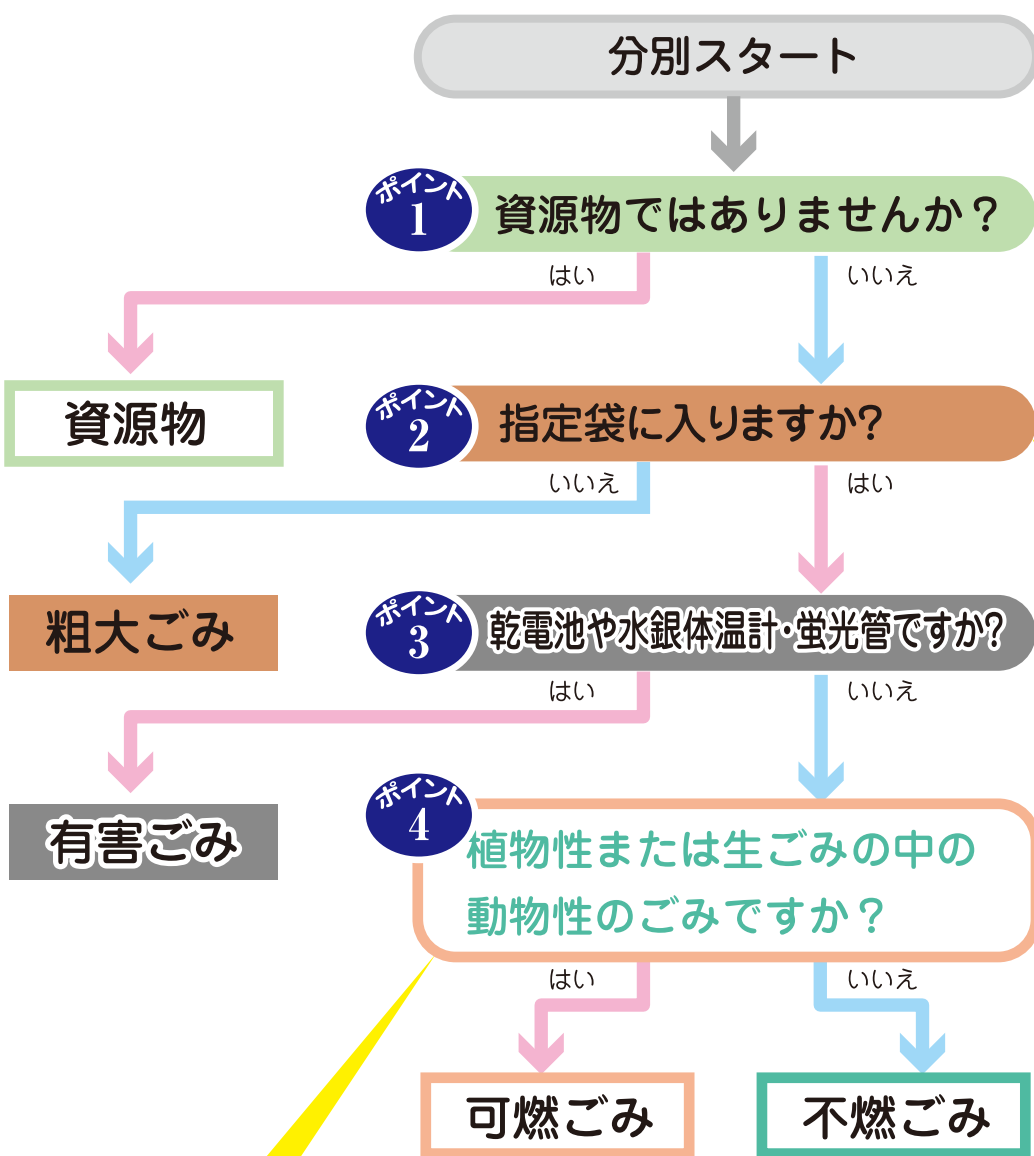 分別スタート
ポイント
1
資源物ではありませんか？
はい
いいえ
資源物
ポイント
2
指定袋に入りますか？
いいえ
はい
粗大ごみ
ポイント
3
乾電池や水銀体温計・蛍光管ですか？
はい
いいえ
有害ごみ
ポイント
4
植物性または生ごみの中の
動物性のごみですか？
はい
いいえ
可燃ごみ
不燃ごみ